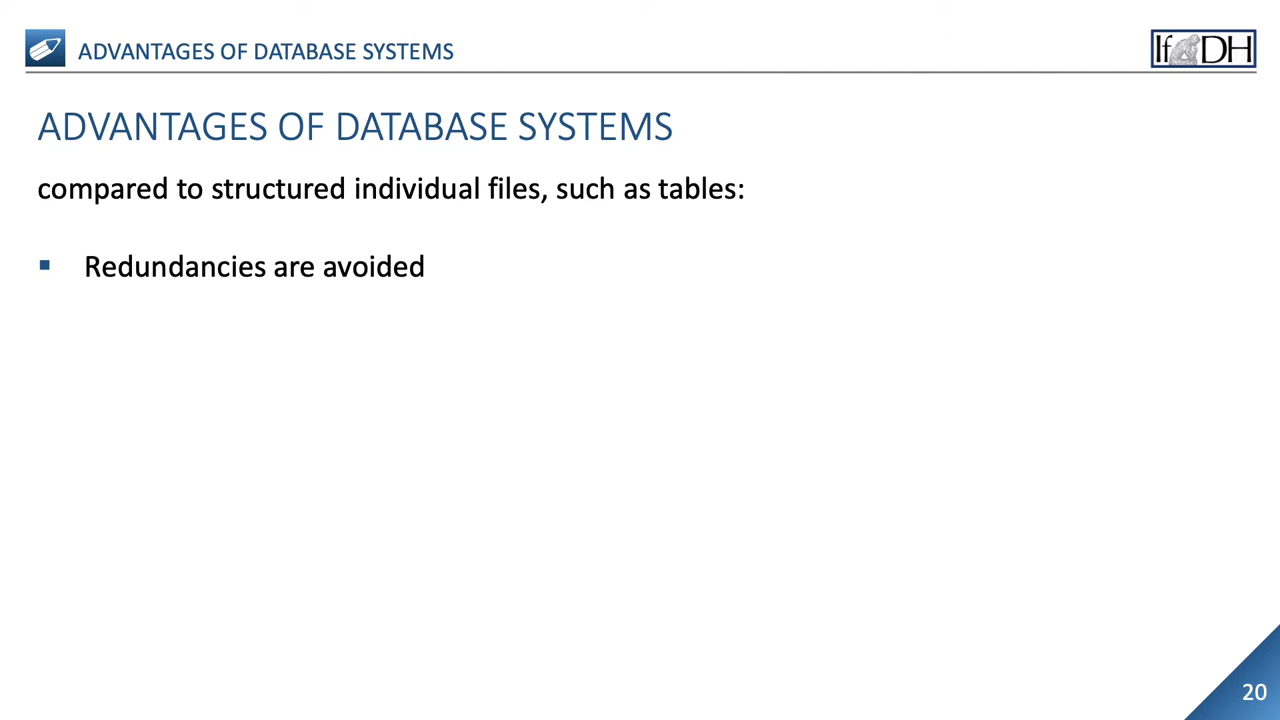 ADVANTAGES OF DATABASE SYSTEMS
IfDH
ADVANTAGES OF DATABASE SYSTEMS
compared to structured individual files, such as tables:
▪ Redundancies are avoided
20